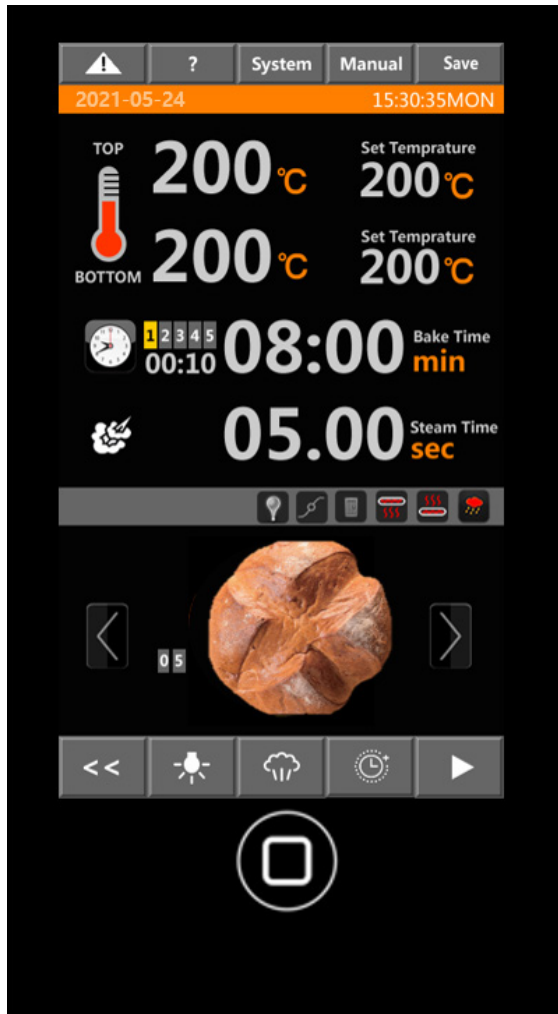 ? System Manual Save
2021-05-24 15:30:35MON
TOP 200℃ Set Temprature
200℃
BOTTOM 200℃ Set Temprature
200℃
1 2 3 4 5
00:10 08:00 Bake Time
min
05.00 Steam Time
sec
0 5
<<